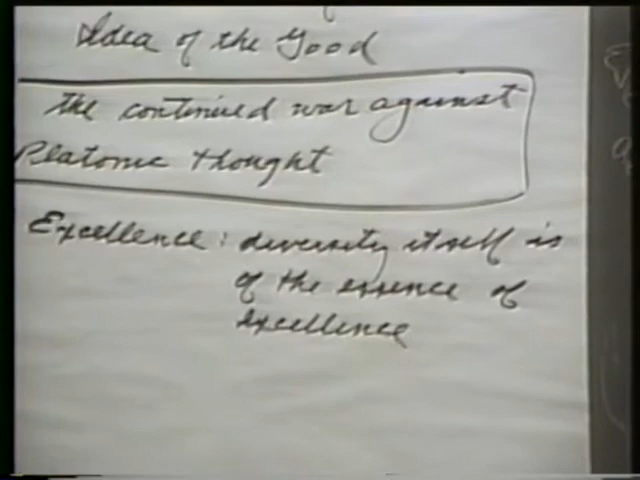 Idea of the Good
the continued war against
Platonic thought
Excellence: diversity itself is
of the essence of
excellence